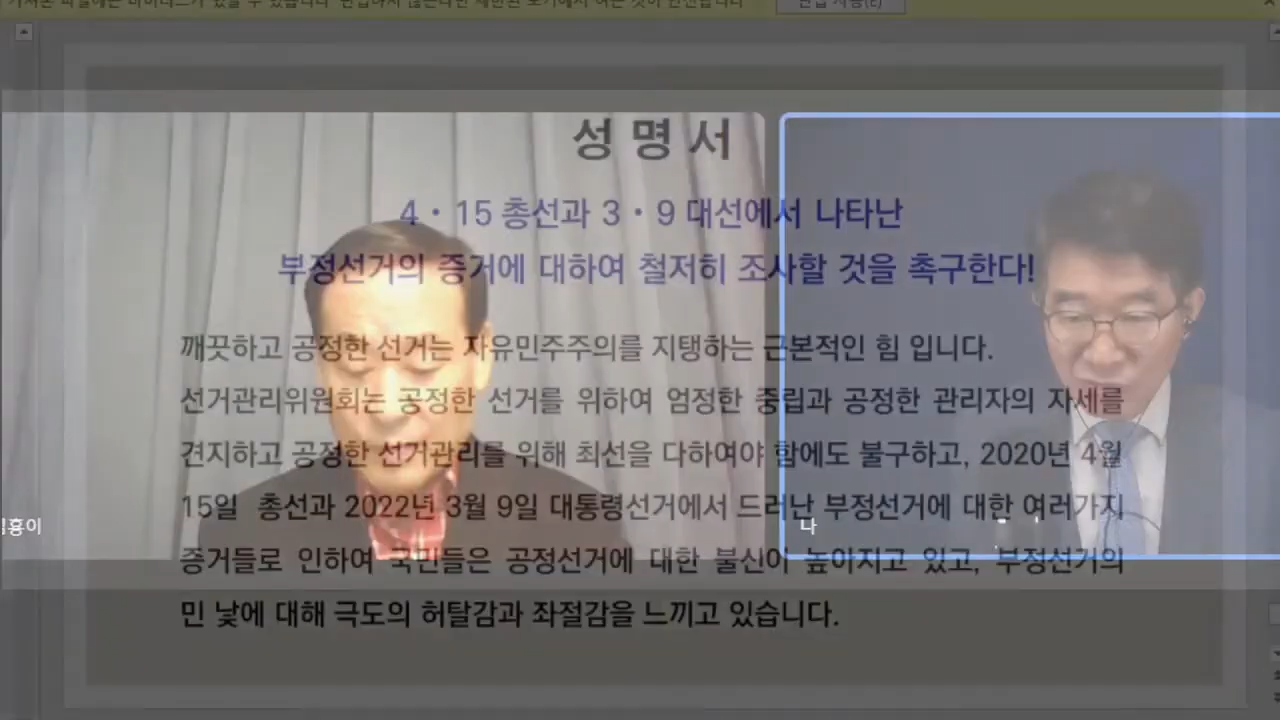 성 명 서
4・15 총선과 3・9 대선에서 나타난
부정선거의 증거에 대하여 철저히 조사할 것을 촉구한다!
깨끗하고 공정한 선거는 자유민주주의를 지탱하는 근본적인 힘 입니다.
선거관리위원회는 공정한 선거를 위하여 엄정한 중립과 공정한 관리자의 자세를
견지하고 공정한 선거관리를 위해 최선을 다하여야 함에도 불구하고, 2020년 4월
15일 총선과 2022년 3월 9일 대통령선거에서 드러난 부정선거에 대한 여러가지
흥이
나
증거들로 인하여 국민들은 공정선거에 대한 불신이 높아지고 있고, 부정선거의
민 낯에 대해 극도의 허탈감과 좌절감을 느끼고 있습니다.